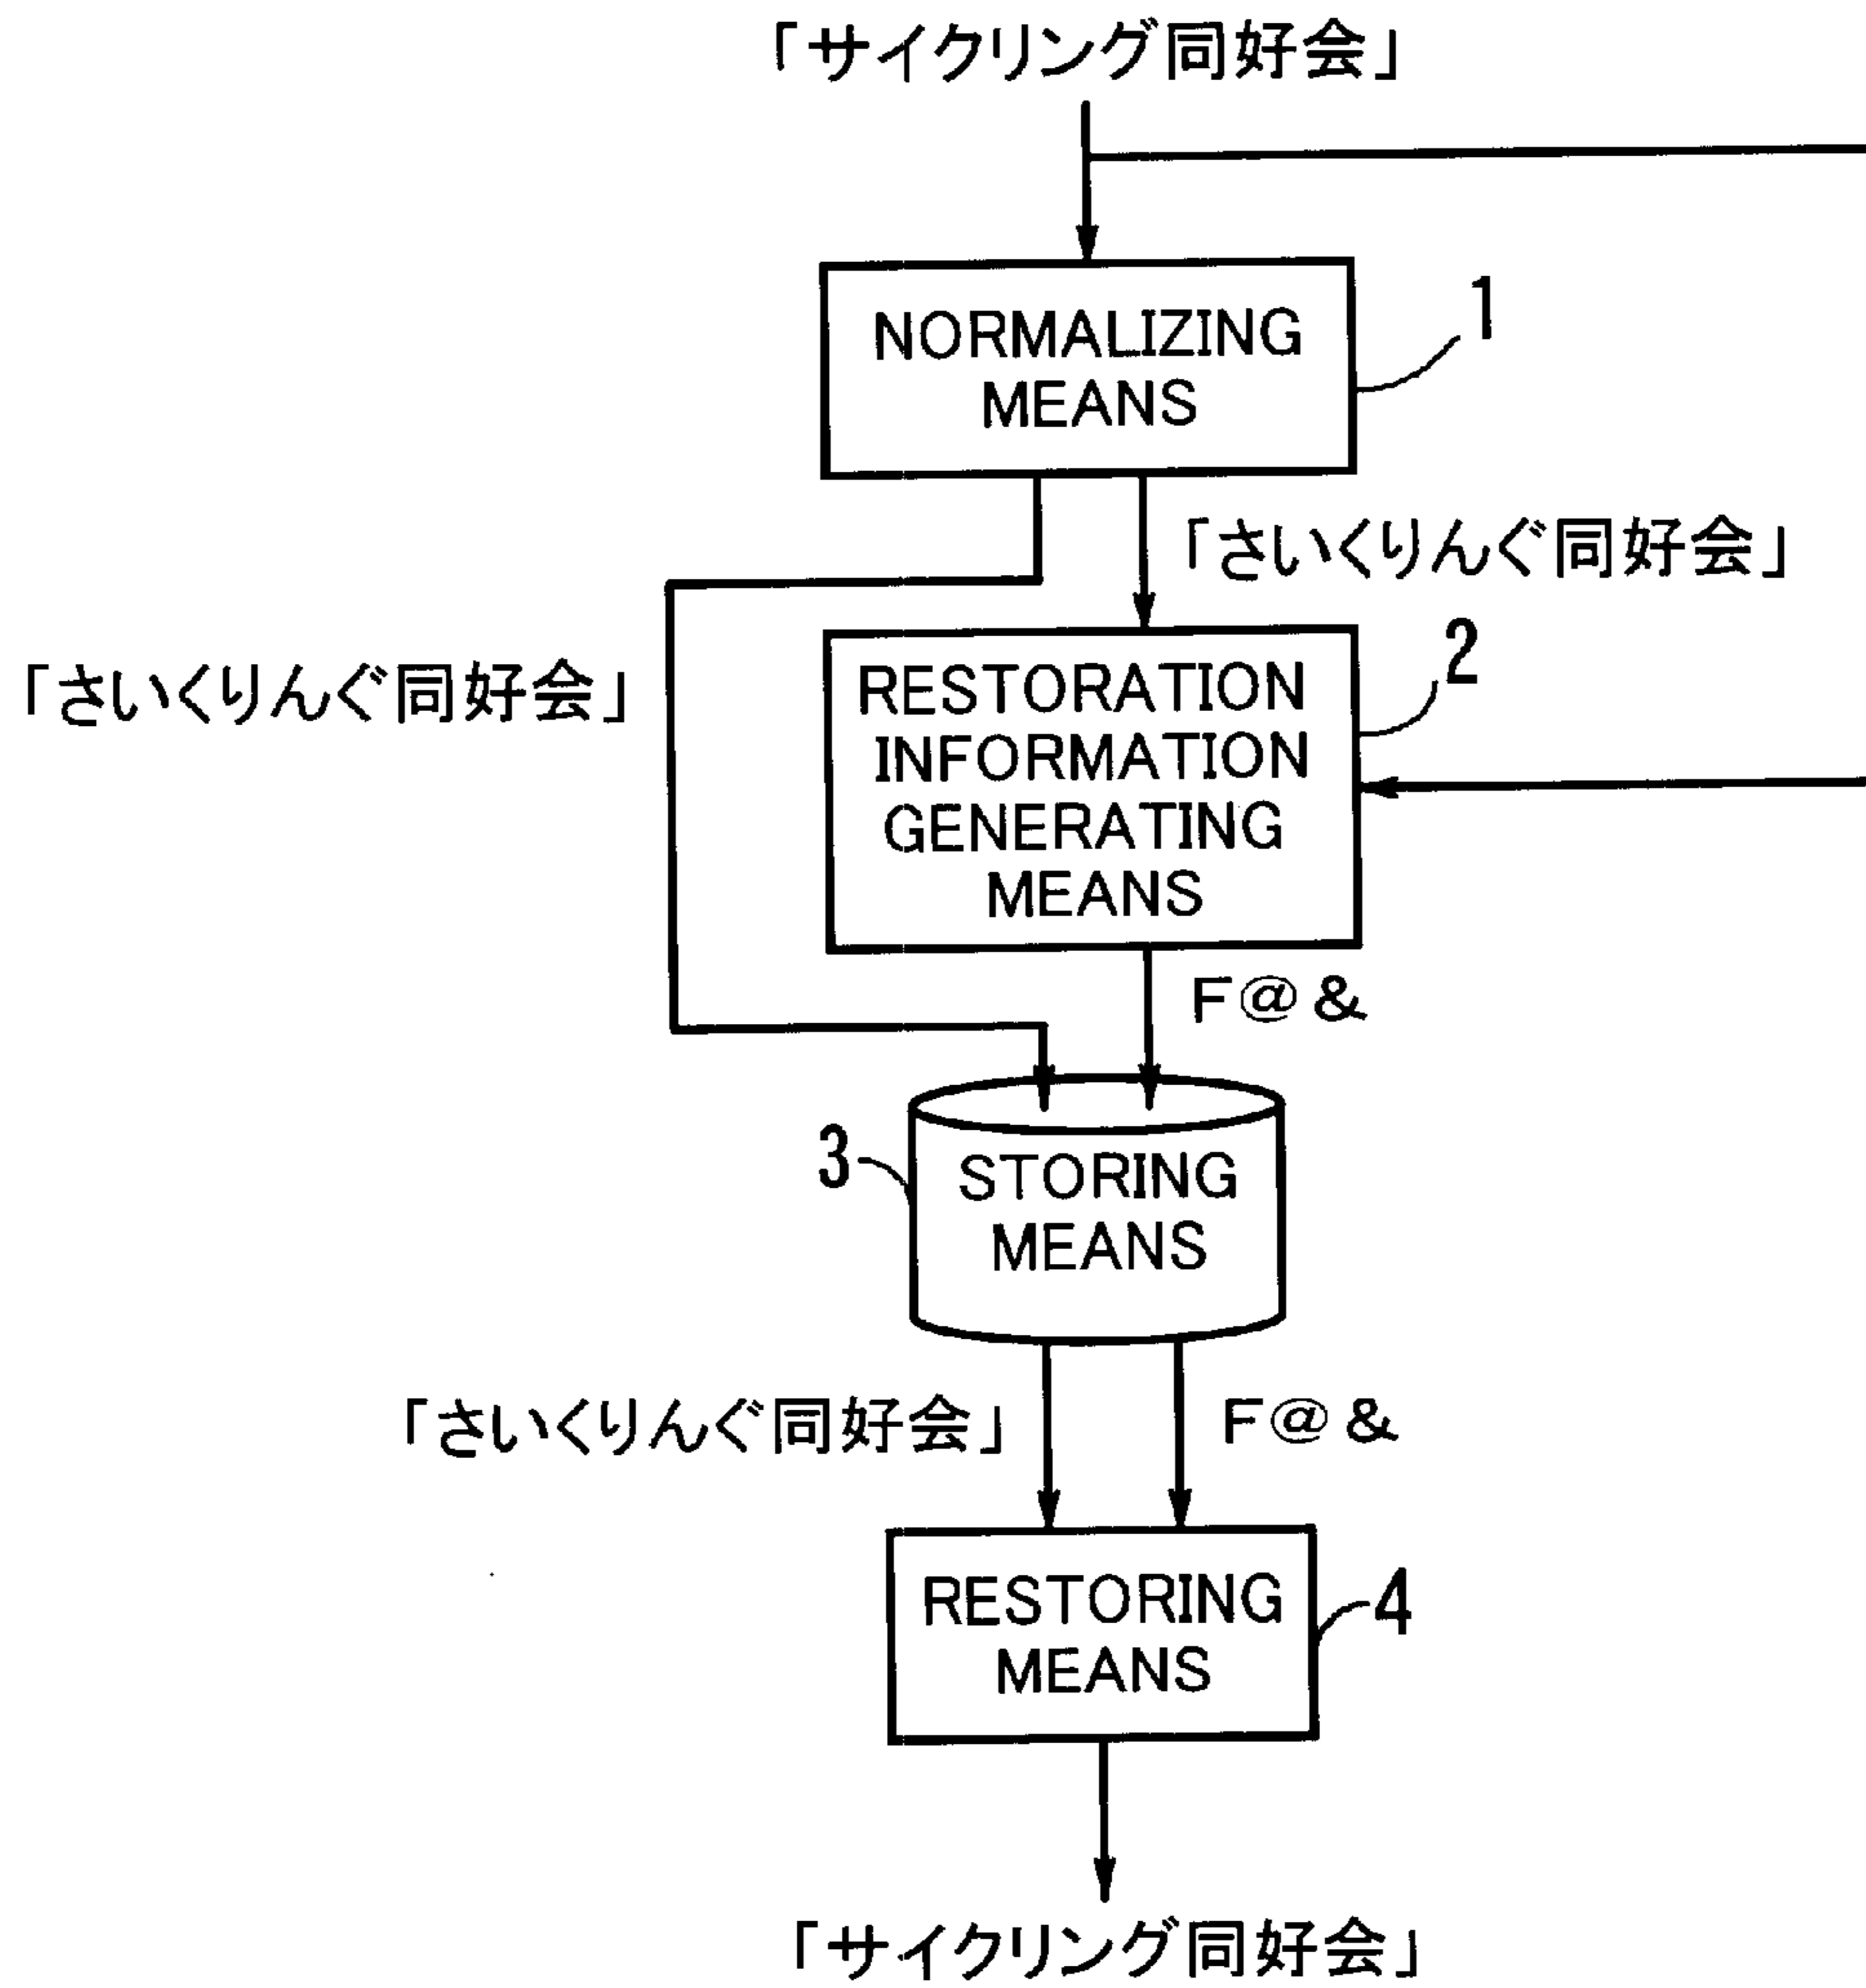 「サイクリング同好会」
NORMALIZING
MEANS
1
「さいくりんぐ同好会」
「さいくりんぐ同好会」
RESTORATION
INFORMATION
GENERATING
MEANS
2
F@&
3
STORING
MEANS
「さいくりんぐ同好会」
F@&
RESTORING
MEANS
4
「サイクリング同好会」